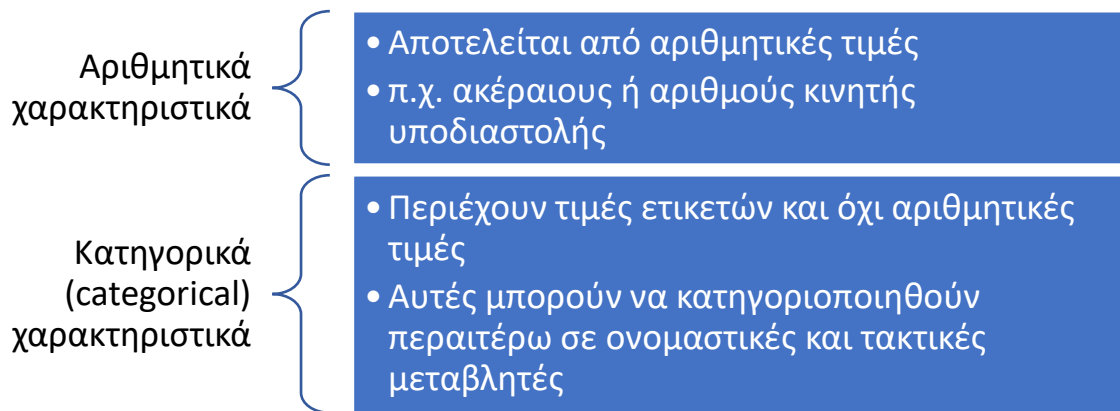 Αριθμητικά
χαρακτηριστικά
• Αποτελείται από αριθμητικές τιμές
• π.χ. ακέραιους ή αριθμούς κινητής
υποδιαστολής
Κατηγορικά
(categorical)
χαρακτηριστικά
• Περιέχουν τιμές ετικετών και όχι αριθμητικές
τιμές
• Αυτές μπορούν να κατηγοριοποιηθούν
περαιτέρω σε ονομαστικές και τακτικές
μεταβλητές